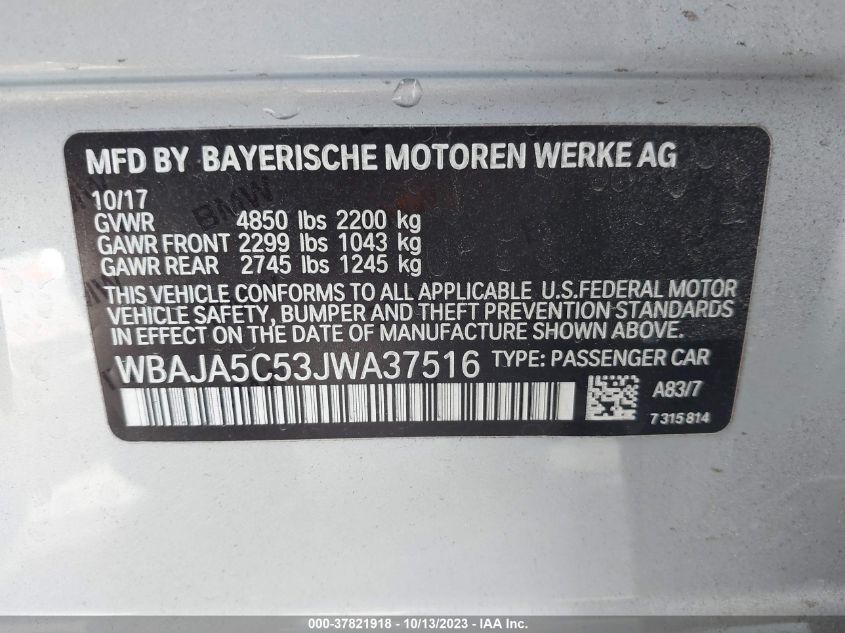 MFD BY BAYERISCHE MOTOREN WERKE AG
10/17
GVWR 4850 lbs 2200 kg
GAWR FRONT 2299 lbs 1043 kg
GAWR REAR 2745 lbs 1245 kg
THIS VEHICLE CONFORMS TO ALL APPLICABLE U.S.FEDERAL MOTOR
VEHICLE SAFETY, BUMPER AND THEFT PREVENTION STANDARDS
IN EFFECT ON THE DATE OF MANUFACTURE SHOWN ABOVE.
WBAJA5C53JWA37516 TYPE: PASSENGER CAR
A83/7
7315814
000-37821918 - 10/13/2023 - IAA Inc.